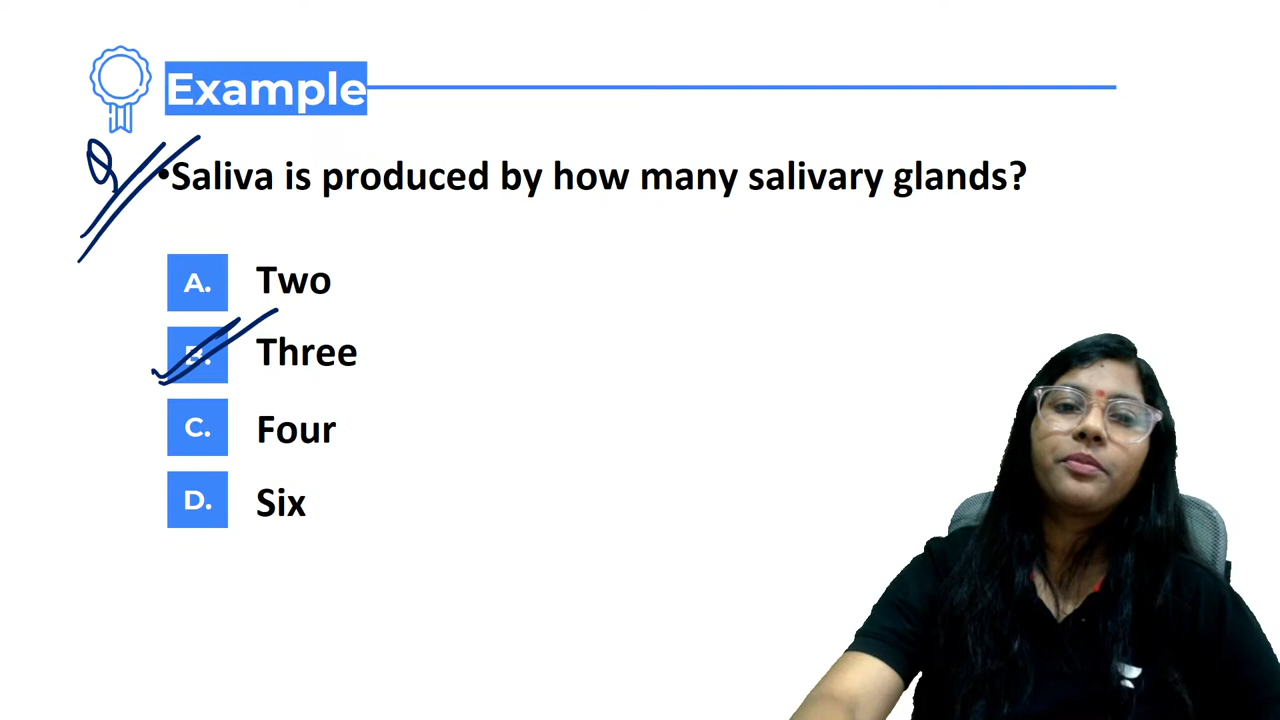 Example
Q
•Saliva is produced by how many salivary glands?
A. Two
B. Three
C. Four
D. Six